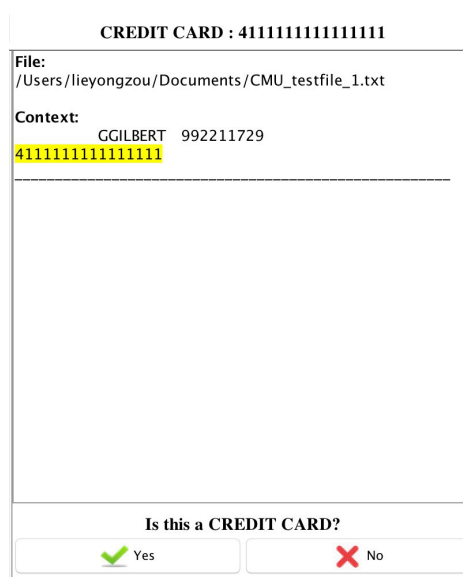 CREDIT CARD : 4111111111111111
File:
/Users/lieyongzou/Documents/CMU_testfile_1.txt
Context:
GGILBERT 992211729
4111111111111111
Is this a CREDIT CARD?
Yes
No